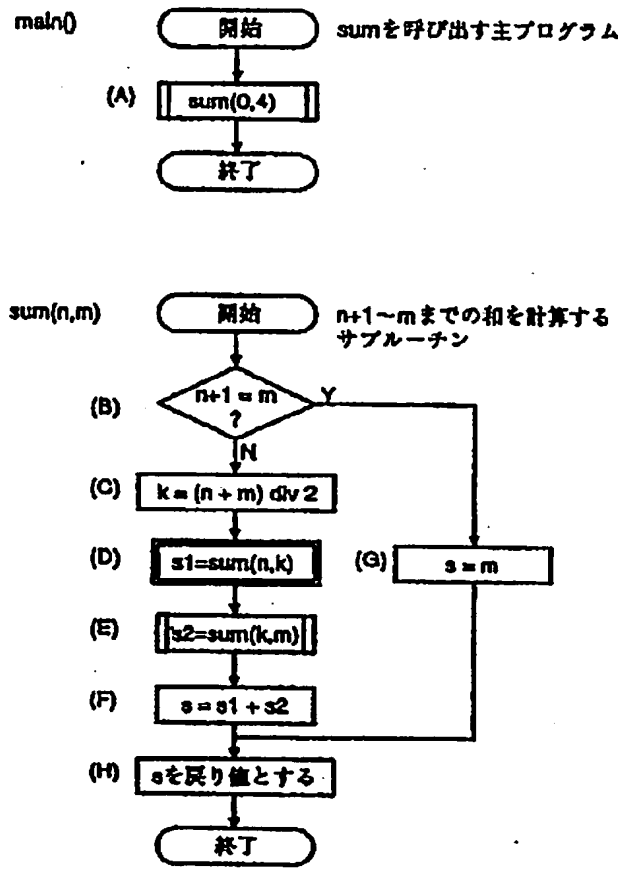 main()
開始
sumを呼び出す主プログラム
(A)
sum(0,4)
終了
sum(n,m)
開始
n+1～mまでの和を計算する
サブルーチン
(B)
n+1 = m
?
Y
N
(C)
k = (n + m) div 2
(D)
s1=sum(n,k)
(G)
s = m
(E)
s2=sum(k,m)
(F)
s = s1 + s2
(H)
sを戻り値とする
終了